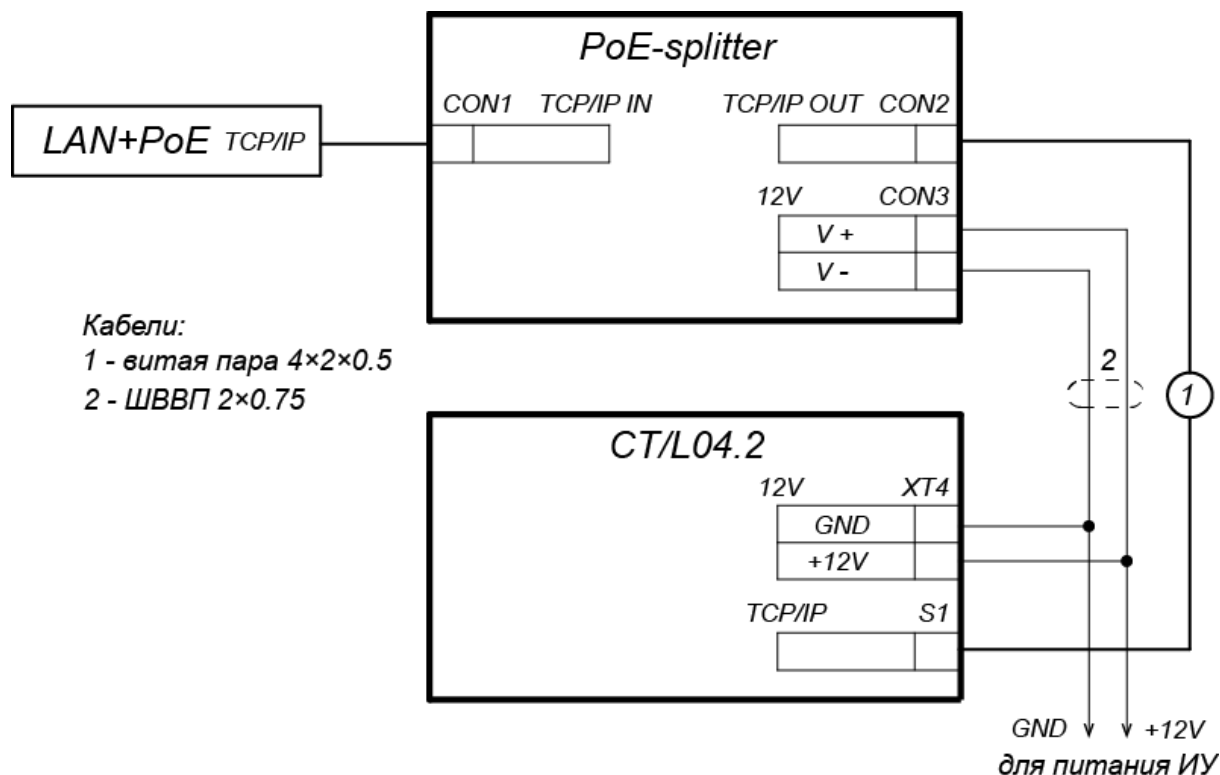 PoE-splitter
CON1 TCP/IP IN TCP/IP OUT CON2
LAN+PoE TCP/IP
12V CON3
V +
V -
Кабели:
1 - витая пара 4×2×0.5
2 - ШВВП 2×0.75
2
1
CT/L04.2
12V XT4
GND
+12V
TCP/IP S1
GND +12V
для питания ИУ